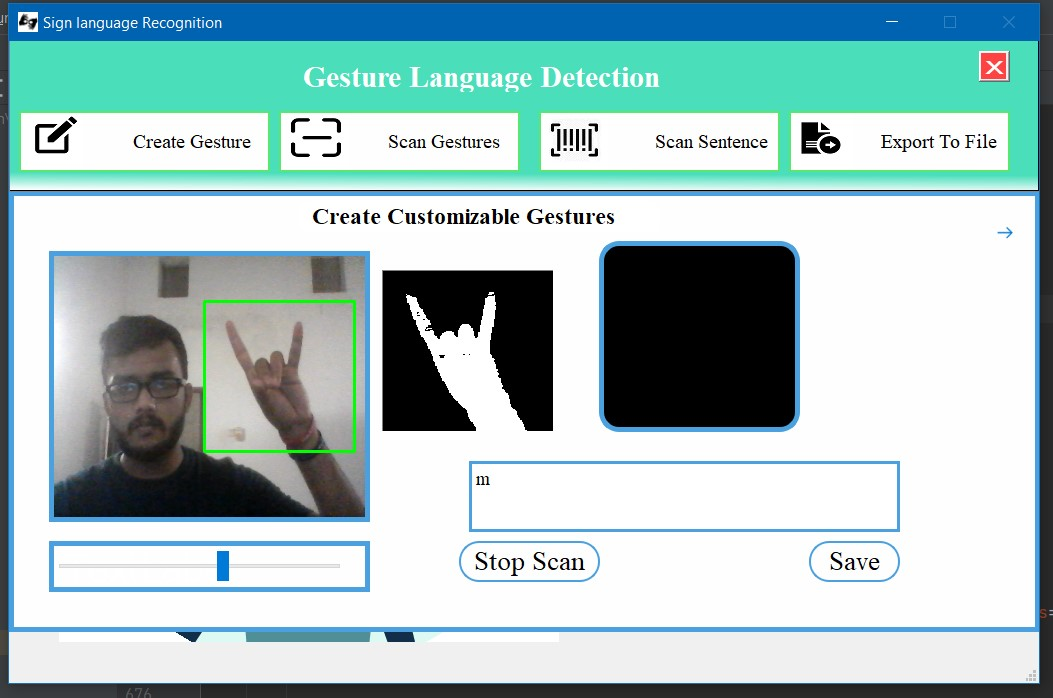 Sign language Recognition
Gesture Language Detection
Create Gesture
Scan Gestures
Scan Sentence
Export To File
Create Customizable Gestures
m
Stop Scan
Save
676